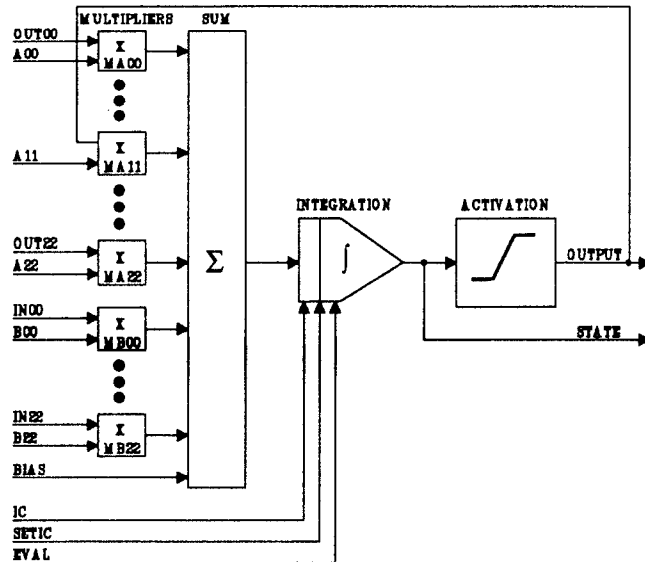 MULTIPLIERS
SUM
OUT00
A00
X
MA00
A11
X
MA11
OUT22
A22
X
MA22
IN00
B00
X
MB00
IN22
B22
X
MB22
BIAS
Σ
INTEGRATION
∫
ACTIVATION
OUTPUT
STATE
IC
SETIC
EVAL